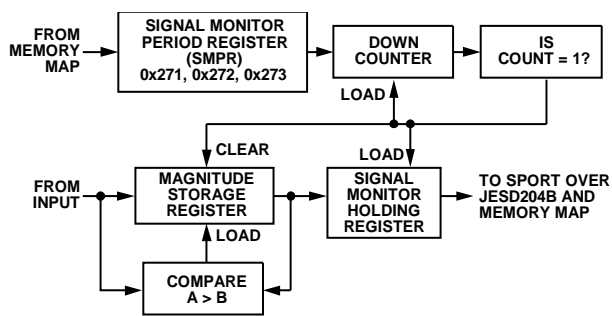 FROM
MEMORY
MAP
SIGNAL MONITOR
PERIOD REGISTER
(SMPR)
0x271, 0x272, 0x273
DOWN
COUNTER
IS
COUNT = 1?
LOAD
CLEAR
LOAD
FROM
INPUT
MAGNITUDE
STORAGE
REGISTER
SIGNAL
MONITOR
HOLDING
REGISTER
TO SPORT OVER
JESD204B AND
MEMORY MAP
LOAD
COMPARE
A > B